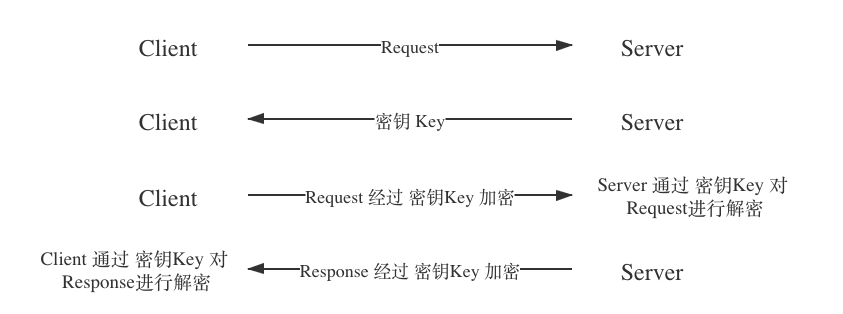 Client Request Server
Client 密钥 Key Server
Client Request 经过 密钥Key 加密 Server 通过 密钥Key 对
Request进行解密
Client 通过 密钥Key 对
Response进行解密
Response 经过 密钥Key 加密 Server